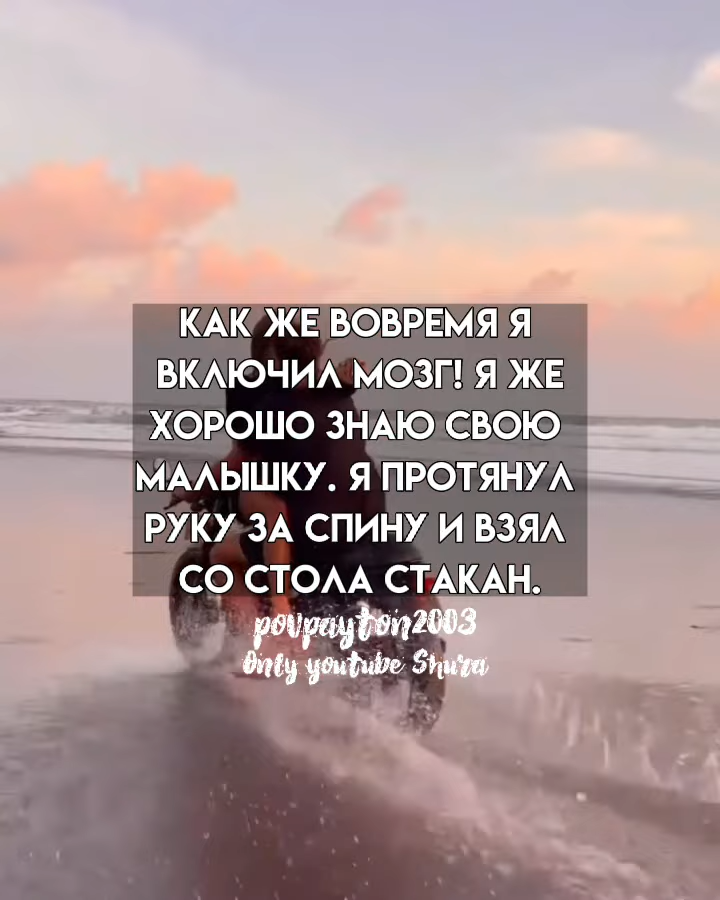 КАК ЖЕ ВОВРЕМЯ Я
ВКЛЮЧИЛ МОЗГ! Я ЖЕ
ХОРОШО ЗНАЮ СВОЮ
МАЛЫШКУ. Я ПРОТЯНУЛ
РУКУ ЗА СПИНУ И ВЗЯЛ
СО СТОЛА СТАКАН.
povpayton2003
Only youtube Shura